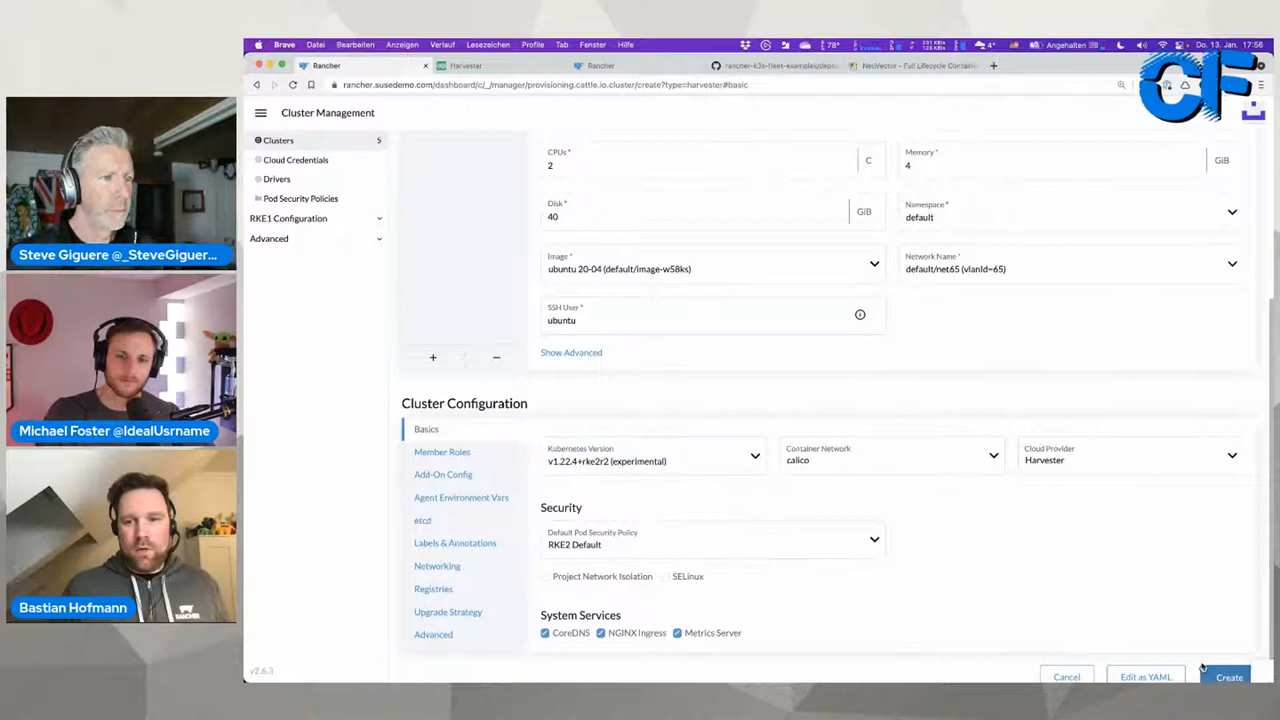 Brave Datei Bearbeiten Anzeigen Verlauf Lesezeichen Profile Tab Fenster Hilfe
78° 4° Angehalten Do. 13. Jan. 17:56
Rancher
Harvester
Rancher
rancher-k3s-fleet-examples/deplo
NeuVector – Full Lifecycle Containe
rancher.susedemo.com/dashboard/c/_/manager/provisioning.cattle.io.cluster/create?type=harvester#basic
CF
Cluster Management
Clusters 5
Cloud Credentials
Drivers
Pod Security Policies
RKE1 Configuration
Advanced
CPUs*
2 C
Memory*
4 GiB
Disk*
40 GiB
Namespace*
default
Image*
ubuntu 20-04 (default/image-w58ks)
Network Name*
default/net65 (vlanId=65)
SSH User*
ubuntu
Show Advanced
+ −
Cluster Configuration
Basics
Member Roles
Add-On Config
Agent Environment Vars
etcd
Labels & Annotations
Networking
Registries
Upgrade Strategy
Advanced
Kubernetes Version
v1.22.4+rke2r2 (experimental)
Container Network
calico
Cloud Provider
Harvester
Security
Default Pod Security Policy
RKE2 Default
Project Network Isolation SELinux
System Services
CoreDNS NGINX Ingress Metrics Server
v2.6.3
Cancel Edit as YAML Create
Steve Giguere @_SteveGiguer...
Michael Foster @IdealUsrname
Bastian Hofmann
RANCHER